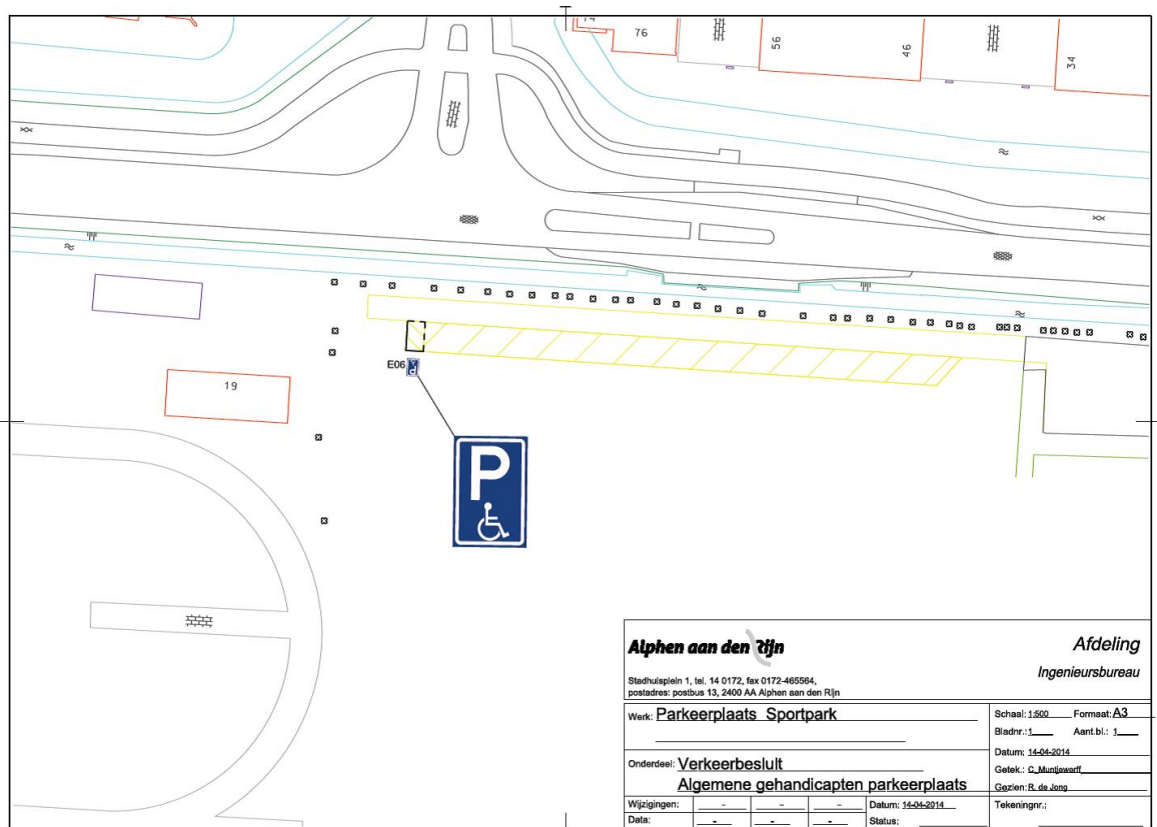 74
76
56
46
34
19
E06
P
Alphen aan den Rijn
Afdeling
Ingenieursbureau
Stadhuisplein 1, tel. 14 0172, fax 0172-465564,
postadres: postbus 13, 2400 AA Alphen aan den Rijn
Werk: Parkeerplaats Sportpark
Schaal: 1:500 Formaat: A3
Bladnr.: 1 Aant.bl.: 1
Datum: 14-04-2014
Onderdeel: Verkeerbesluit
Getek.: C. Muntjewerff
Algemene gehandicapten parkeerplaats
Gezien: R. de Jong
Wijzigingen: - - - Datum: 14-04-2014 Tekeningnr.:
Data: - - - Status: